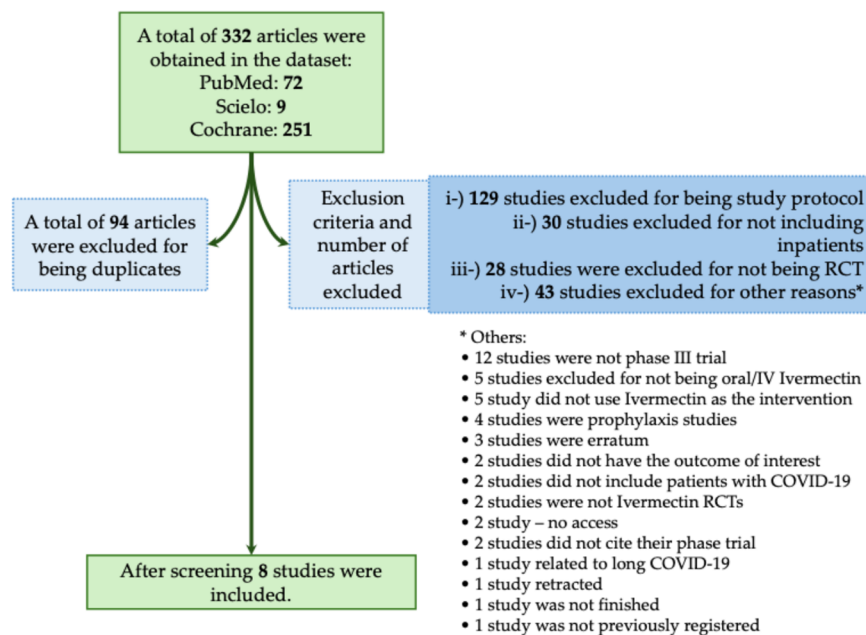 A total of 332 articles were
obtained in the dataset:
PubMed: 72
Scielo: 9
Cochrane: 251
A total of 94 articles
were excluded for
being duplicates
Exclusion
criteria and
number of
articles
excluded
i-) 129 studies excluded for being study protocol
ii-) 30 studies excluded for not including
inpatients
iii-) 28 studies were excluded for not being RCT
iv-) 43 studies excluded for other reasons*
* Others:
• 12 studies were not phase III trial
• 5 studies excluded for not being oral/IV Ivermectin
• 5 study did not use Ivermectin as the intervention
• 4 studies were prophylaxis studies
• 3 studies were erratum
• 2 studies did not have the outcome of interest
• 2 studies did not include patients with COVID-19
• 2 studies were not Ivermectin RCTs
• 2 study – no access
• 2 studies did not cite their phase trial
• 1 study related to long COVID-19
• 1 study retracted
• 1 study was not finished
• 1 study was not previously registered
After screening 8 studies were
included.